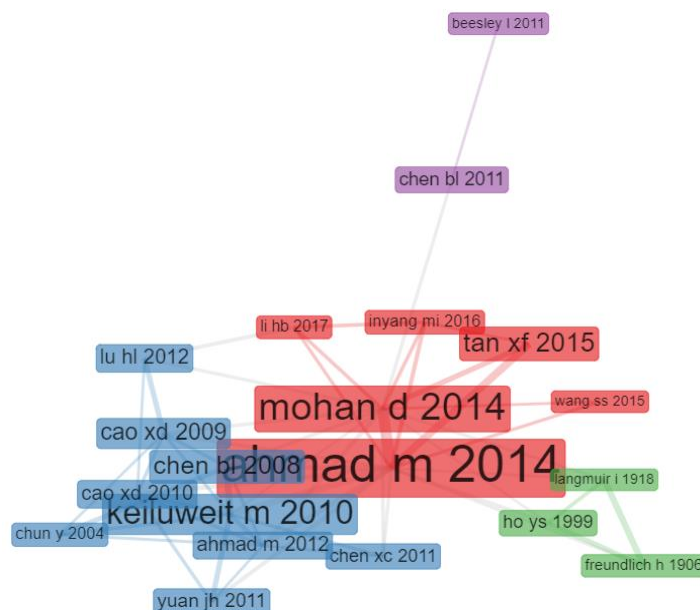 beesley l 2011
chen bl 2011
li hb 2017
inyang mi 2016
tan xf 2015
lu hl 2012
mohan d 2014
wang ss 2015
cao xd 2009
chen bl 2008
ahmad m 2014
langmuir i 1918
cao xd 2010
keiluweit m 2010
ho ys 1999
chun y 2004
ahmad m 2012
chen xc 2011
freundlich h 1906
yuan jh 2011